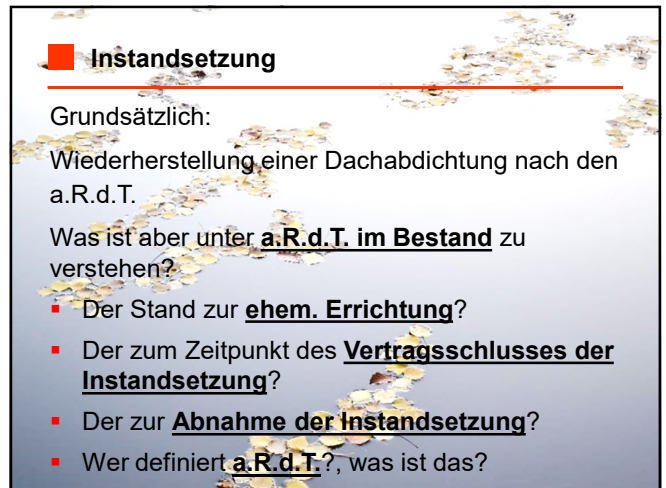 Instandsetzung
Grundsätzlich:
Wiederherstellung einer Dachabdichtung nach den
a.R.d.T.
Was ist aber unter a.R.d.T. im Bestand zu
verstehen?
▪ Der Stand zur ehem. Errichtung?
▪ Der zum Zeitpunkt des Vertragsschlusses der
Instandsetzung?
▪ Der zur Abnahme der Instandsetzung?
▪ Wer definiert a.R.d.T.?, was ist das?